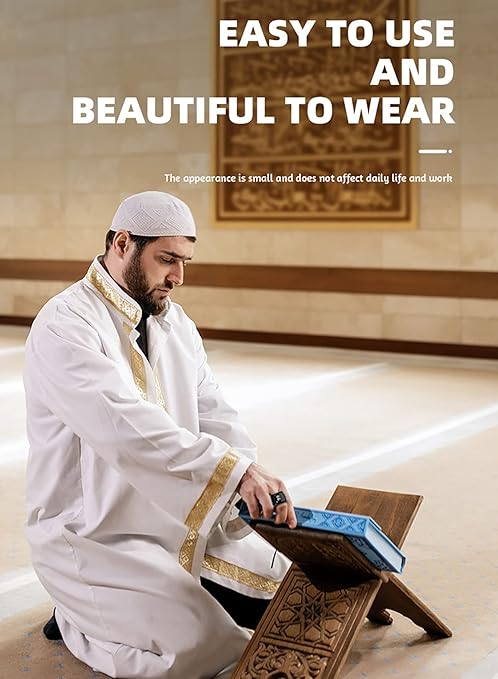 EASY TO USE
AND
BEAUTIFUL TO WEAR
The appearance is small and does not affect daily life and work